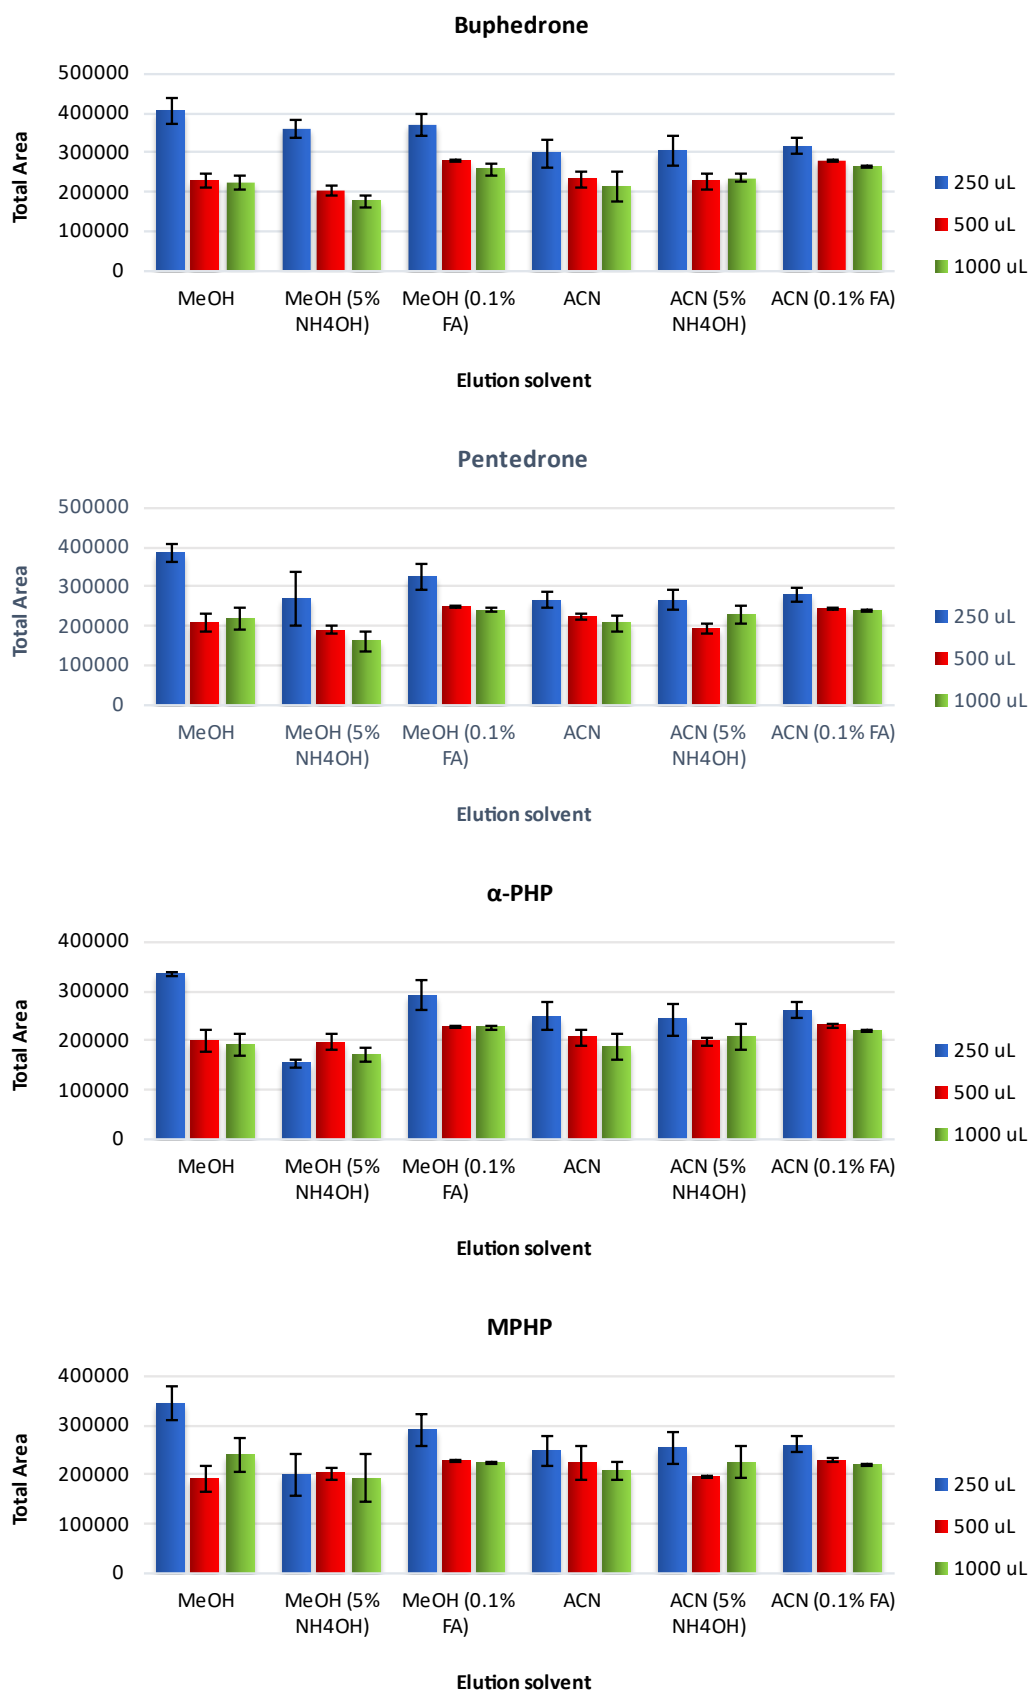 Buphedrone
500000
400000
300000
200000
100000
0
Total Area
MeOH
MeOH (5% NH4OH)
MeOH (0.1% FA)
ACN
ACN (5% NH4OH)
ACN (0.1% FA)
Elution solvent
250 uL
500 uL
1000 uL
Pentedrone
500000
400000
300000
200000
100000
0
Total Area
MeOH
MeOH (5% NH4OH)
MeOH (0.1% FA)
ACN
ACN (5% NH4OH)
ACN (0.1% FA)
Elution solvent
250 uL
500 uL
1000 uL
α-PHP
400000
300000
200000
100000
0
Total Area
MeOH
MeOH (5% NH4OH)
MeOH (0.1% FA)
ACN
ACN (5% NH4OH)
ACN (0.1% FA)
Elution solvent
250 uL
500 uL
1000 uL
MPHP
400000
300000
200000
100000
0
Total Area
MeOH
MeOH (5% NH4OH)
MeOH (0.1% FA)
ACN
ACN (5% NH4OH)
ACN (0.1% FA)
Elution solvent
250 uL
500 uL
1000 uL